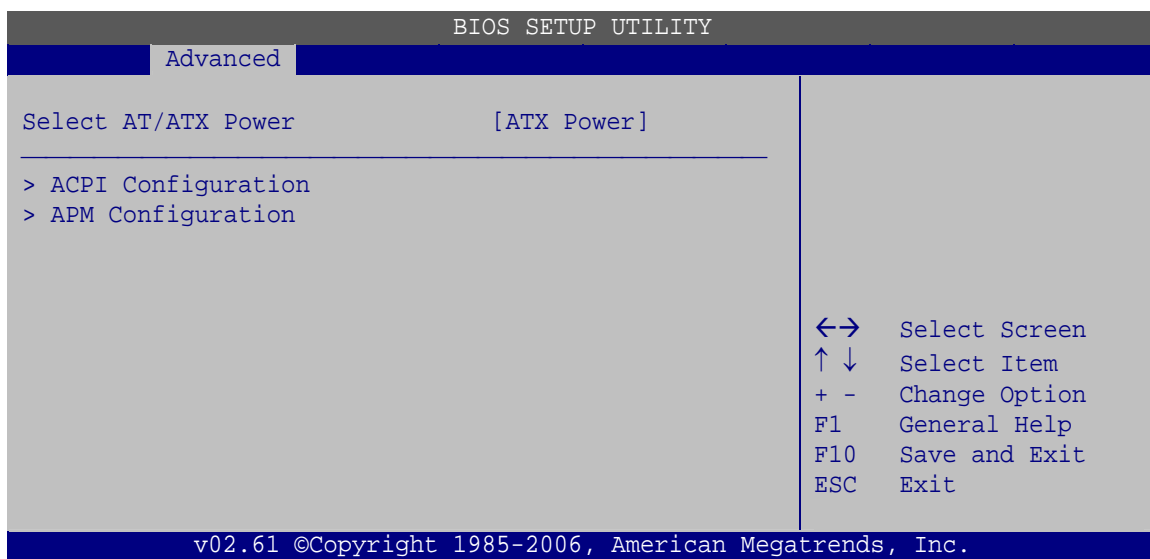 BIOS SETUP UTILITY
Advanced
Select AT/ATX Power [ATX Power]
> ACPI Configuration
> APM Configuration
←→ Select Screen
↑ ↓ Select Item
+ - Change Option
F1 General Help
F10 Save and Exit
ESC Exit
v02.61 ©Copyright 1985-2006, American Megatrends, Inc.